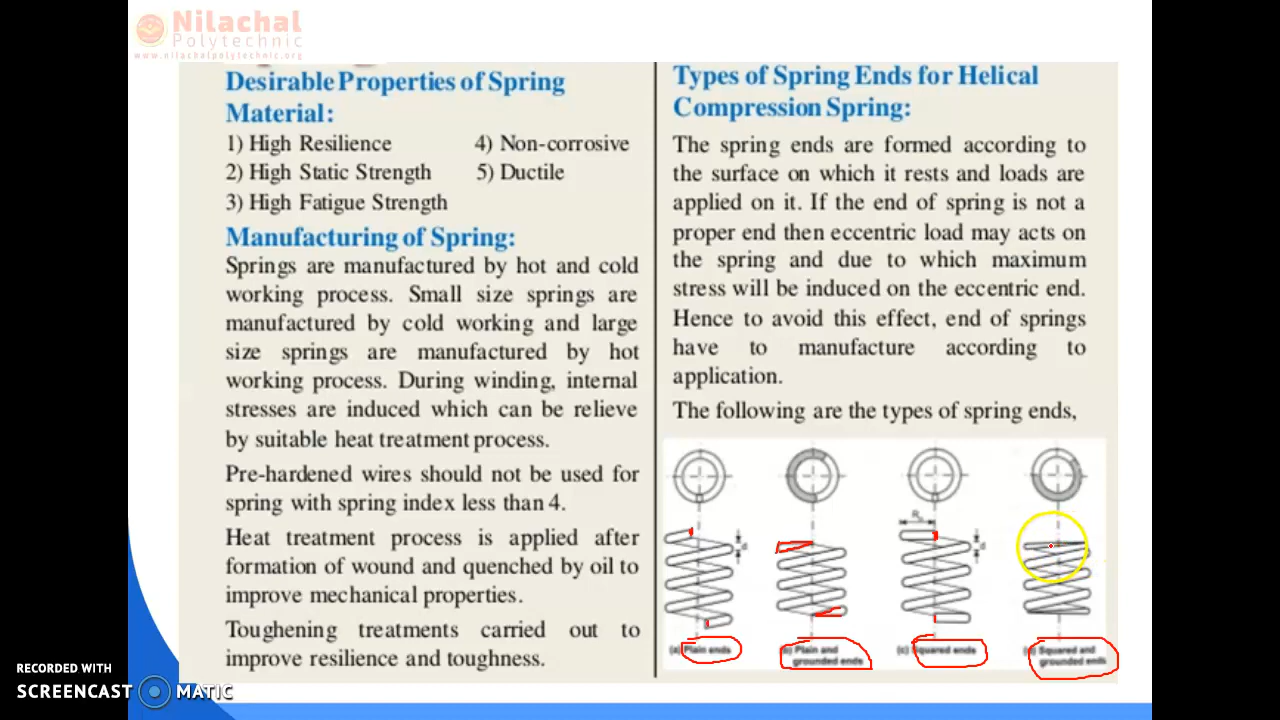 Nilachal
Polytechnic
www.nilachalpolytechnic.org
Desirable Properties of Spring
Material:
1) High Resilience 4) Non-corrosive
2) High Static Strength 5) Ductile
3) High Fatigue Strength
Manufacturing of Spring:
Springs are manufactured by hot and cold
working process. Small size springs are
manufactured by cold working and large
size springs are manufactured by hot
working process. During winding, internal
stresses are induced which can be relieve
by suitable heat treatment process.
Pre-hardened wires should not be used for
spring with spring index less than 4.
Heat treatment process is applied after
formation of wound and quenched by oil to
improve mechanical properties.
Toughening treatments carried out to
improve resilience and toughness.
Types of Spring Ends for Helical
Compression Spring:
The spring ends are formed according to
the surface on which it rests and loads are
applied on it. If the end of spring is not a
proper end then eccentric load may acts on
the spring and due to which maximum
stress will be induced on the eccentric end.
Hence to avoid this effect, end of springs
have to manufacture according to
application.
The following are the types of spring ends,
d
d
(a) Plain ends
(b) Plain and
grounded ends
(c) Squared ends
Squared and
grounded ends
RECORDED WITH
SCREENCAST MATIC